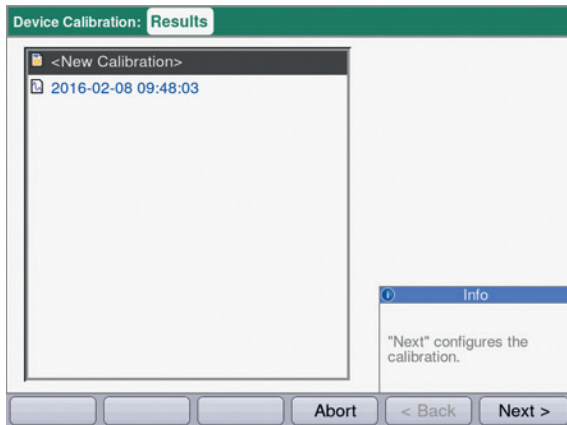 Device Calibration: Results
<New Calibration>
2016-02-08 09:48:03
Info
"Next" configures the
calibration.
Abort
< Back
Next >